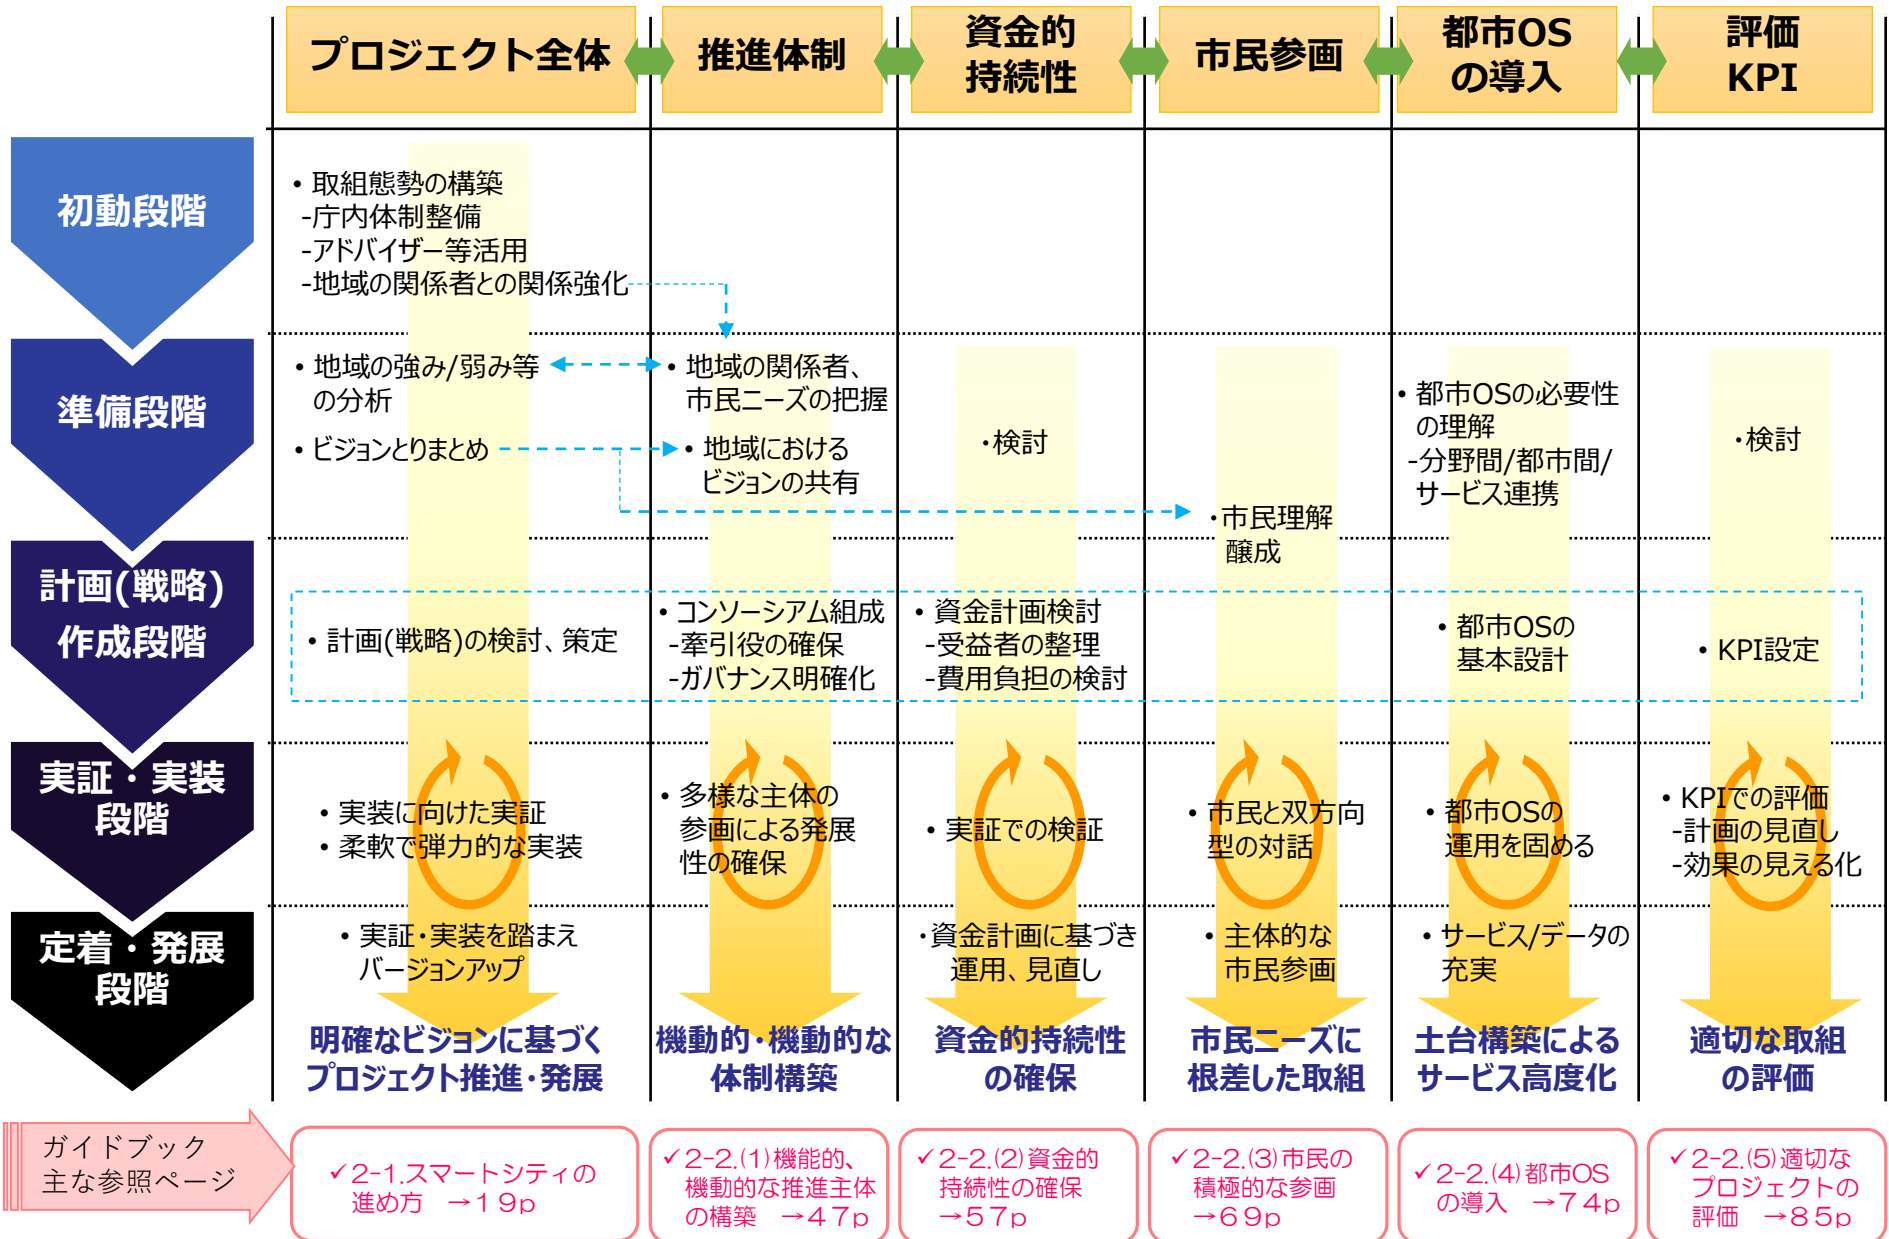 プロジェクト全体
推進体制
資金的
持続性
市民参画
都市OS
の導入
評価
KPI
初動段階
• 取組態勢の構築
-庁内体制整備
-アドバイザー等活用
-地域の関係者との関係強化
準備段階
• 地域の強み/弱み等
の分析
• ビジョンとりまとめ
• 地域の関係者、
市民ニーズの把握
• 地域における
ビジョンの共有
・検討
・市民理解
醸成
• 都市OSの必要性
の理解
-分野間/都市間/
サービス連携
・検討
計画(戦略)
作成段階
• 計画(戦略)の検討、策定
• コンソーシアム組成
-牽引役の確保
-ガバナンス明確化
• 資金計画検討
-受益者の整理
-費用負担の検討
• 都市OSの
基本設計
• KPI設定
実証・実装
段階
• 実装に向けた実証
• 柔軟で弾力的な実装
• 多様な主体の
参画による発展
性の確保
• 実証での検証
• 市民と双方向
型の対話
• 都市OSの
運用を固める
• KPIでの評価
-計画の見直し
-効果の見える化
定着・発展
段階
• 実証・実装を踏まえ
バージョンアップ
・資金計画に基づき
運用、見直し
• 主体的な
市民参画
• サービス/データの
充実
明確なビジョンに基づく
プロジェクト推進・発展
機動的・機動的な
体制構築
資金的持続性
の確保
市民ニーズに
根差した取組
土台構築による
サービス高度化
適切な取組
の評価
ガイドブック
主な参照ページ
✓2-1.スマートシティの
進め方 →19p
✓2-2.(1)機能的、
機動的な推進主体
の構築 →47p
✓2-2.(2)資金的
持続性の確保
→57p
✓2-2.(3)市民の
積極的な参画
→69p
✓2-2.(4)都市OS
の導入 →74p
✓2-2.(5)適切な
プロジェクトの
評価 →85p